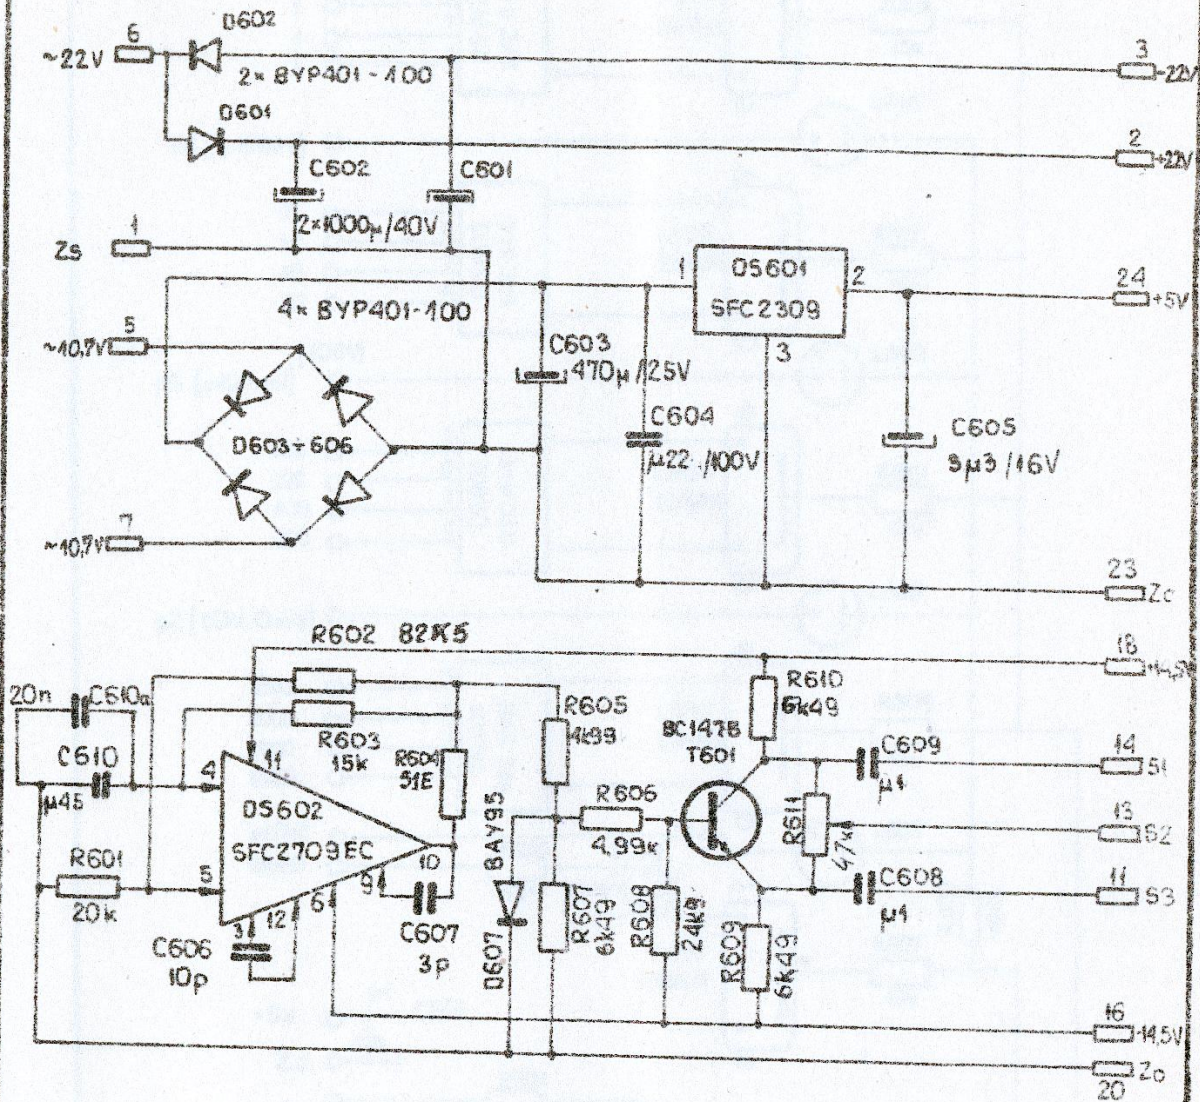 D602
6
~22V
2× BYP401-100
3
-22V
D601
2
+22V
C602
C601
2×1000µ/40V
1
Zs
1
OS601
SFC2309
2
24
+5V
3
4× BYP401-100
5
~10,7V
C603
470µ/25V
C604
µ22/100V
C605
3µ3/16V
D603÷606
7
~10,7V
23
Zc
R602 82K5
18
+14,5V
20n
C610a
R603
15k
R604
51E
R605
4k99
R610
6k49
BC147B
T601
C609
µ1
14
S1
C610
µ45
4
11
OS602
SFC2709EC
10
5
R601
20k
9
6
12
3
C606
10p
C607
3p
BAY95
D607
R606
4,99k
R607
6k49
R608
24k9
R609
6k49
R611
47k
13
S2
C608
µ1
11
S3
16
-14,5V
Zo
20